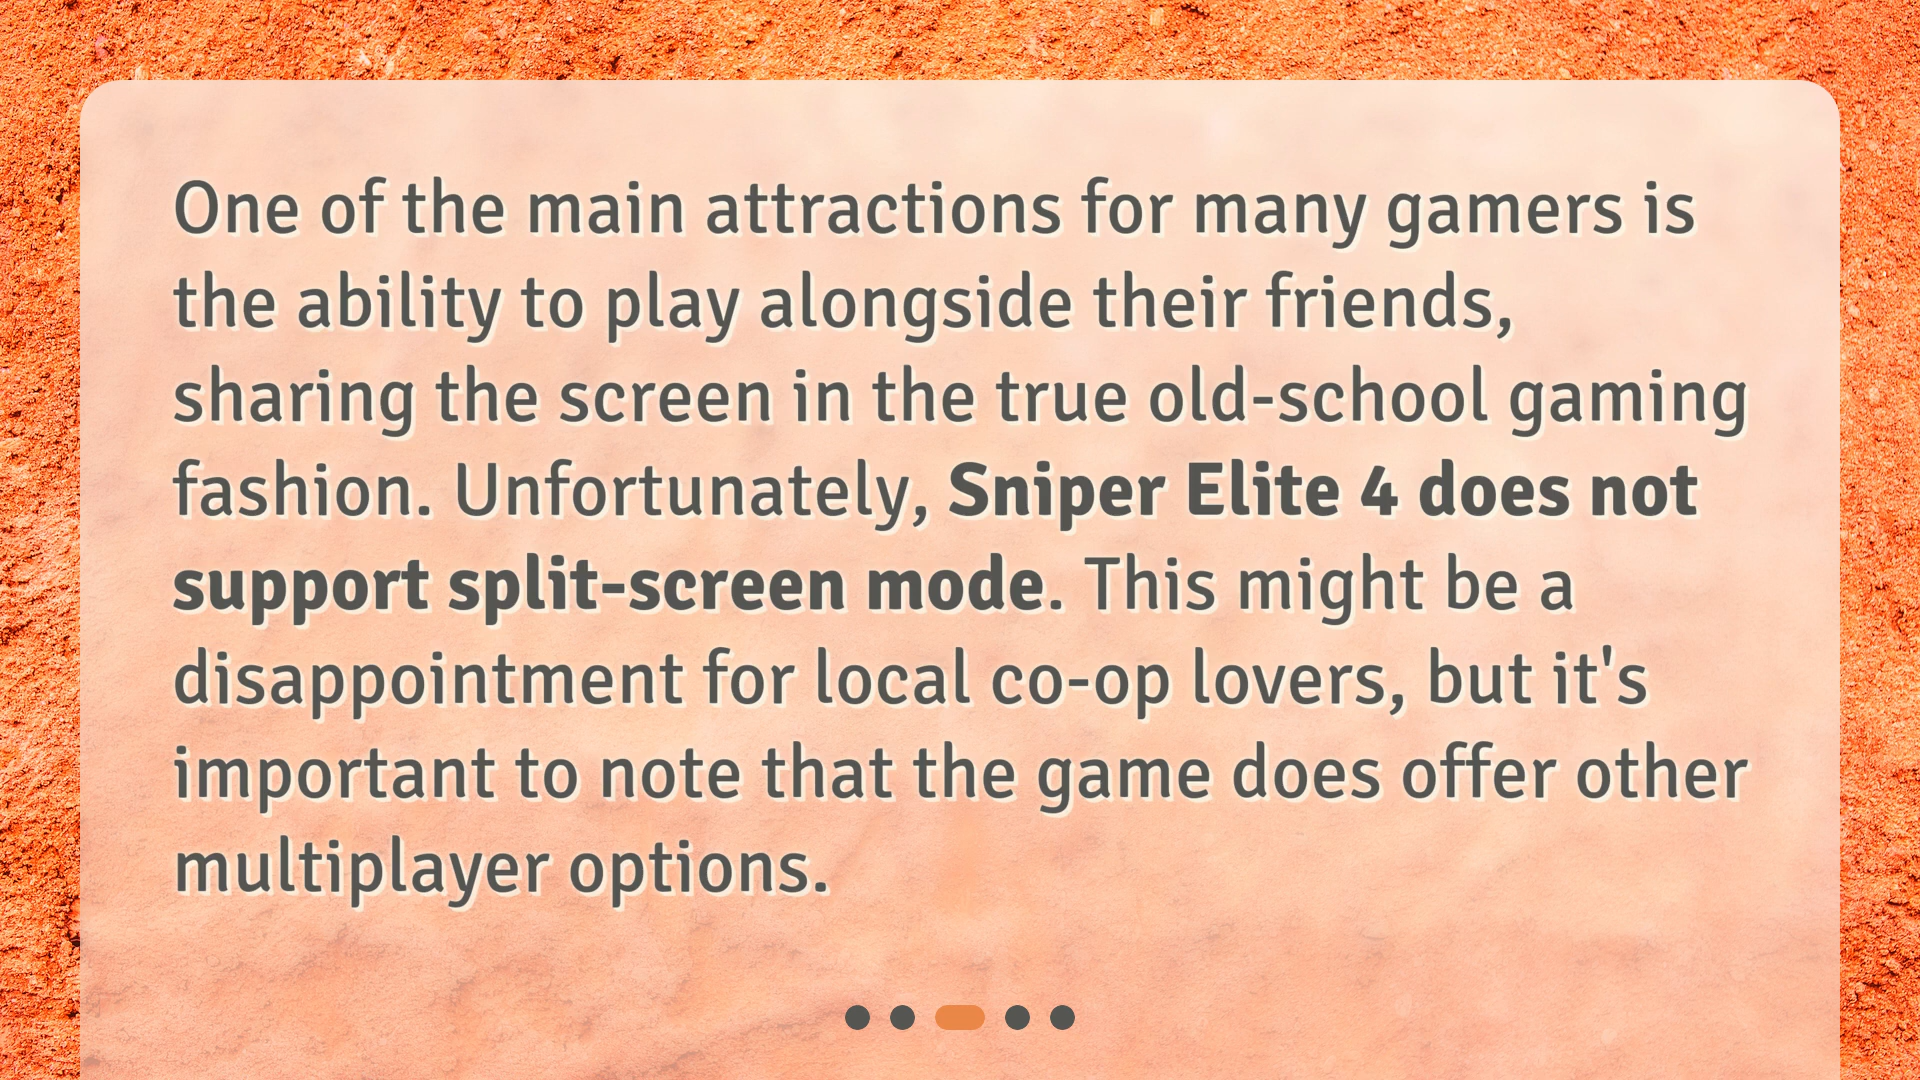 One of the main attractions for many gamers is
the ability to play alongside their friends,
sharing the screen in the true old-school gaming
fashion. Unfortunately, Sniper Elite 4 does not
support split-screen mode. This might be a
disappointment for local co-op lovers, but it's
important to note that the game does offer other
multiplayer options.